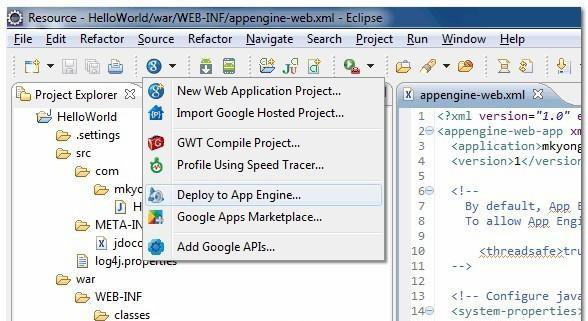 Resource - HelloWorld/war/WEB-INF/appengine-web.xml - Eclipse
File Edit Refactor Source Refactor Navigate Search Project Run Window Help
Project Explorer
HelloWorld
.settings
src
com
mkyo
H
META-IN
jdoco
log4j.properties
war
WEB-INF
classes
New Web Application Project...
Import Google Hosted Project...
GWT Compile Project...
Profile Using Speed Tracer...
Deploy to App Engine...
Google Apps Marketplace...
Add Google APIs...
appengine-web.xml
1 <?xml version="1.0" e
2 <appengine-web-app xm
3 <application>mkyong
4 <version>1</version
5
6 <!--
7 By default, App E
8 To allow App Engi
9
10 <threadsafe>tru
11 -->
12
13 <!-- Configure java
14 <system-properties>